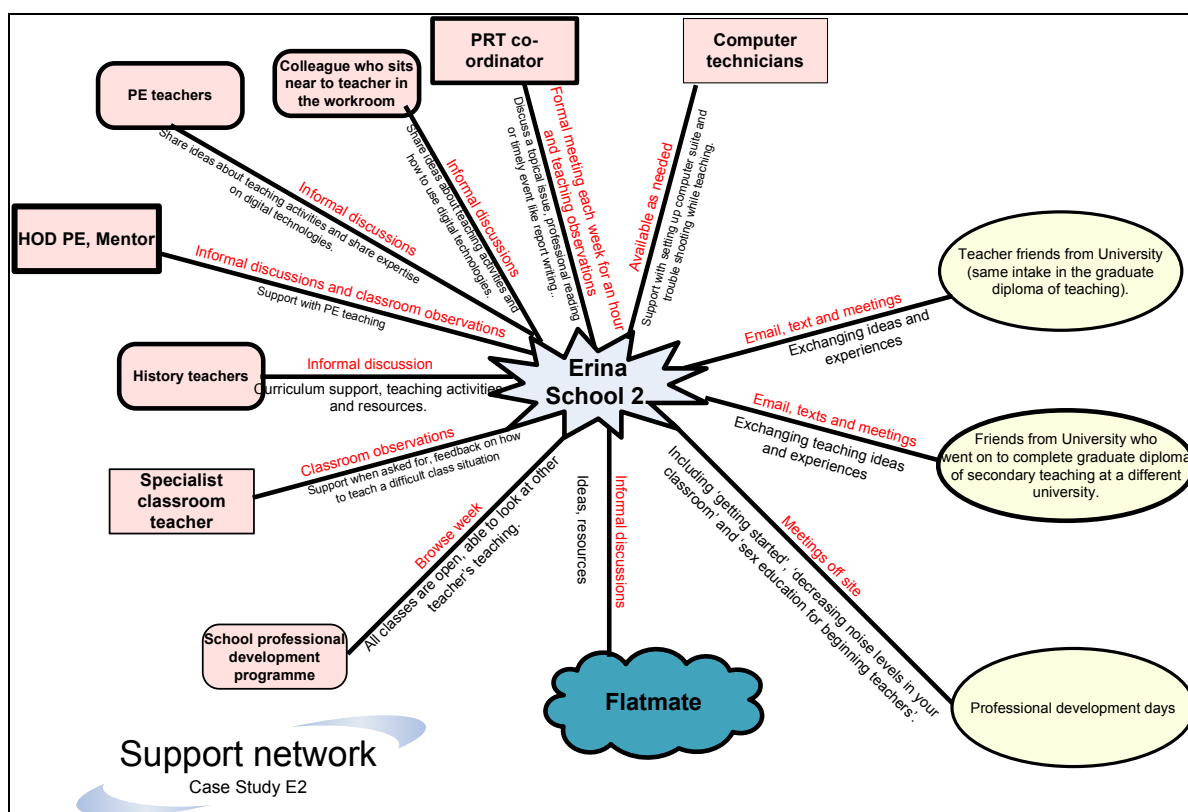 PRT co-
ordinator
Computer
technicians
Colleague who sits
near to teacher in
the workroom
PE teachers
HOD PE, Mentor
History teachers
Specialist
classroom
teacher
School professional
development
programme
Flatmate
Professional development days
Friends from University who
went on to complete graduate diploma
of secondary teaching at a different
university.
Teacher friends from University
(same intake in the graduate
diploma of teaching).
Erina
School 2
Formal meeting each week for an hour
and teaching observations
Discuss a topical issue, professional reading
or timely event like report writing...
Available as needed
Support with setting up computer suite and
trouble shooting while teaching.
Informal discussions
Share ideas about teaching activities and
how to use digital technologies.
Informal discussions
Share ideas about teaching activities and share expertise
on digital technologies.
Informal discussions and classroom observations
Support with PE teaching
Informal discussion
Curriculum support, teaching activities
and resources.
Classroom observations
Support when asked for, feedback on how
to teach a difficult class situation
Browse week
All classes are open, able to look at other
teacher's teaching.
Informal discussions
Ideas, resources
Meetings off site
Including 'getting started', 'decreasing noise levels in your
classroom' and 'sex education for beginning teachers'.
Email, texts and meetings
Exchanging teaching ideas
and experiences
Email, text and meetings
Exchanging ideas and
experiences
Support network
Case Study E2